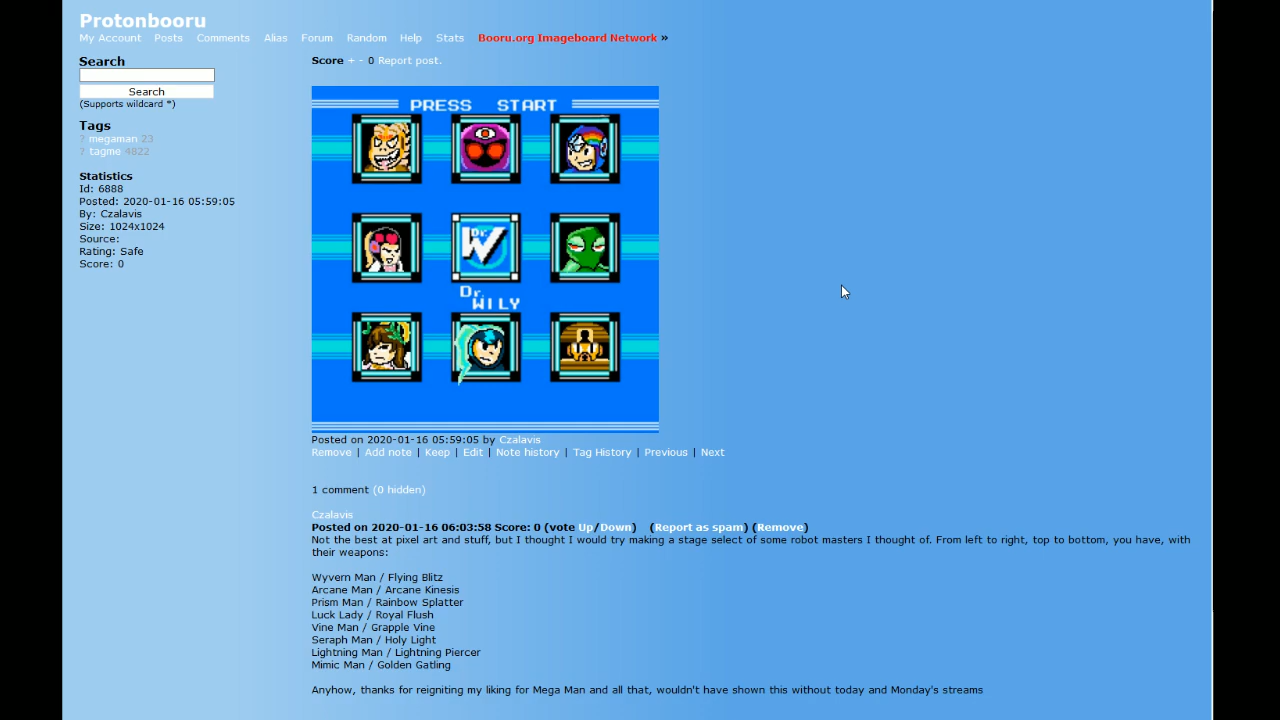 Protonbooru
My Account Posts Comments Alias Forum Random Help Stats Booru.org Imageboard Network »
Search
Search
(Supports wildcard *)
Tags
? megaman 23
? tagme 4822
Statistics
Id: 6888
Posted: 2020-01-16 05:59:05
By: Czalavis
Size: 1024x1024
Source:
Rating: Safe
Score: 0
Score + - 0 Report post.
PRESS START
Dr. W
Dr. WILY
Posted on 2020-01-16 05:59:05 by Czalavis
Remove | Add note | Keep | Edit | Note history | Tag History | Previous | Next
1 comment (0 hidden)
Czalavis
Posted on 2020-01-16 06:03:58 Score: 0 (vote Up/Down) (Report as spam) (Remove)
Not the best at pixel art and stuff, but I thought I would try making a stage select of some robot masters I thought of. From left to right, top to bottom, you have, with
their weapons:
Wyvern Man / Flying Blitz
Arcane Man / Arcane Kinesis
Prism Man / Rainbow Splatter
Luck Lady / Royal Flush
Vine Man / Grapple Vine
Seraph Man / Holy Light
Lightning Man / Lightning Piercer
Mimic Man / Golden Gatling
Anyhow, thanks for reigniting my liking for Mega Man and all that, wouldn't have shown this without today and Monday's streams